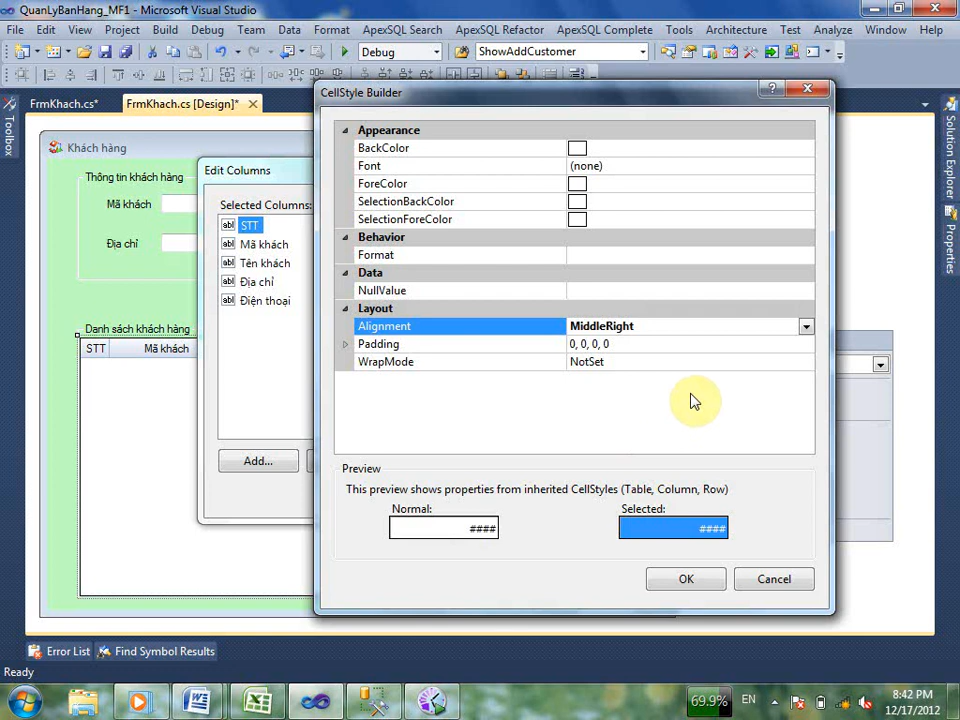 QuanLyBanHang_MF1 - Microsoft Visual Studio
File Edit View Project Build Debug Team Data Format ApexSQL Search ApexSQL Refactor ApexSQL Complete Tools Architecture Test Analyze Window Help
Debug ShowAddCustomer
FrmKhach.cs* FrmKhach.cs [Design]*
Toolbox
Solution Explorer
Properties
Khách hàng
Thông tin khách hàng
Mã khách
Địa chỉ
Danh sách khách hàng
STT Mã khách
Edit Columns
Selected Columns:
STT
Mã khách
Tên khách
Địa chỉ
Điện thoại
Add...
CellStyle Builder
Appearance
BackColor
Font (none)
ForeColor
SelectionBackColor
SelectionForeColor
Behavior
Format
Data
NullValue
Layout
Alignment MiddleRight
Padding 0, 0, 0, 0
WrapMode NotSet
Preview
This preview shows properties from inherited CellStyles (Table, Column, Row)
Normal: Selected:
#### ####
OK Cancel
Error List Find Symbol Results
Ready
69.9% EN 8:42 PM
12/17/2012